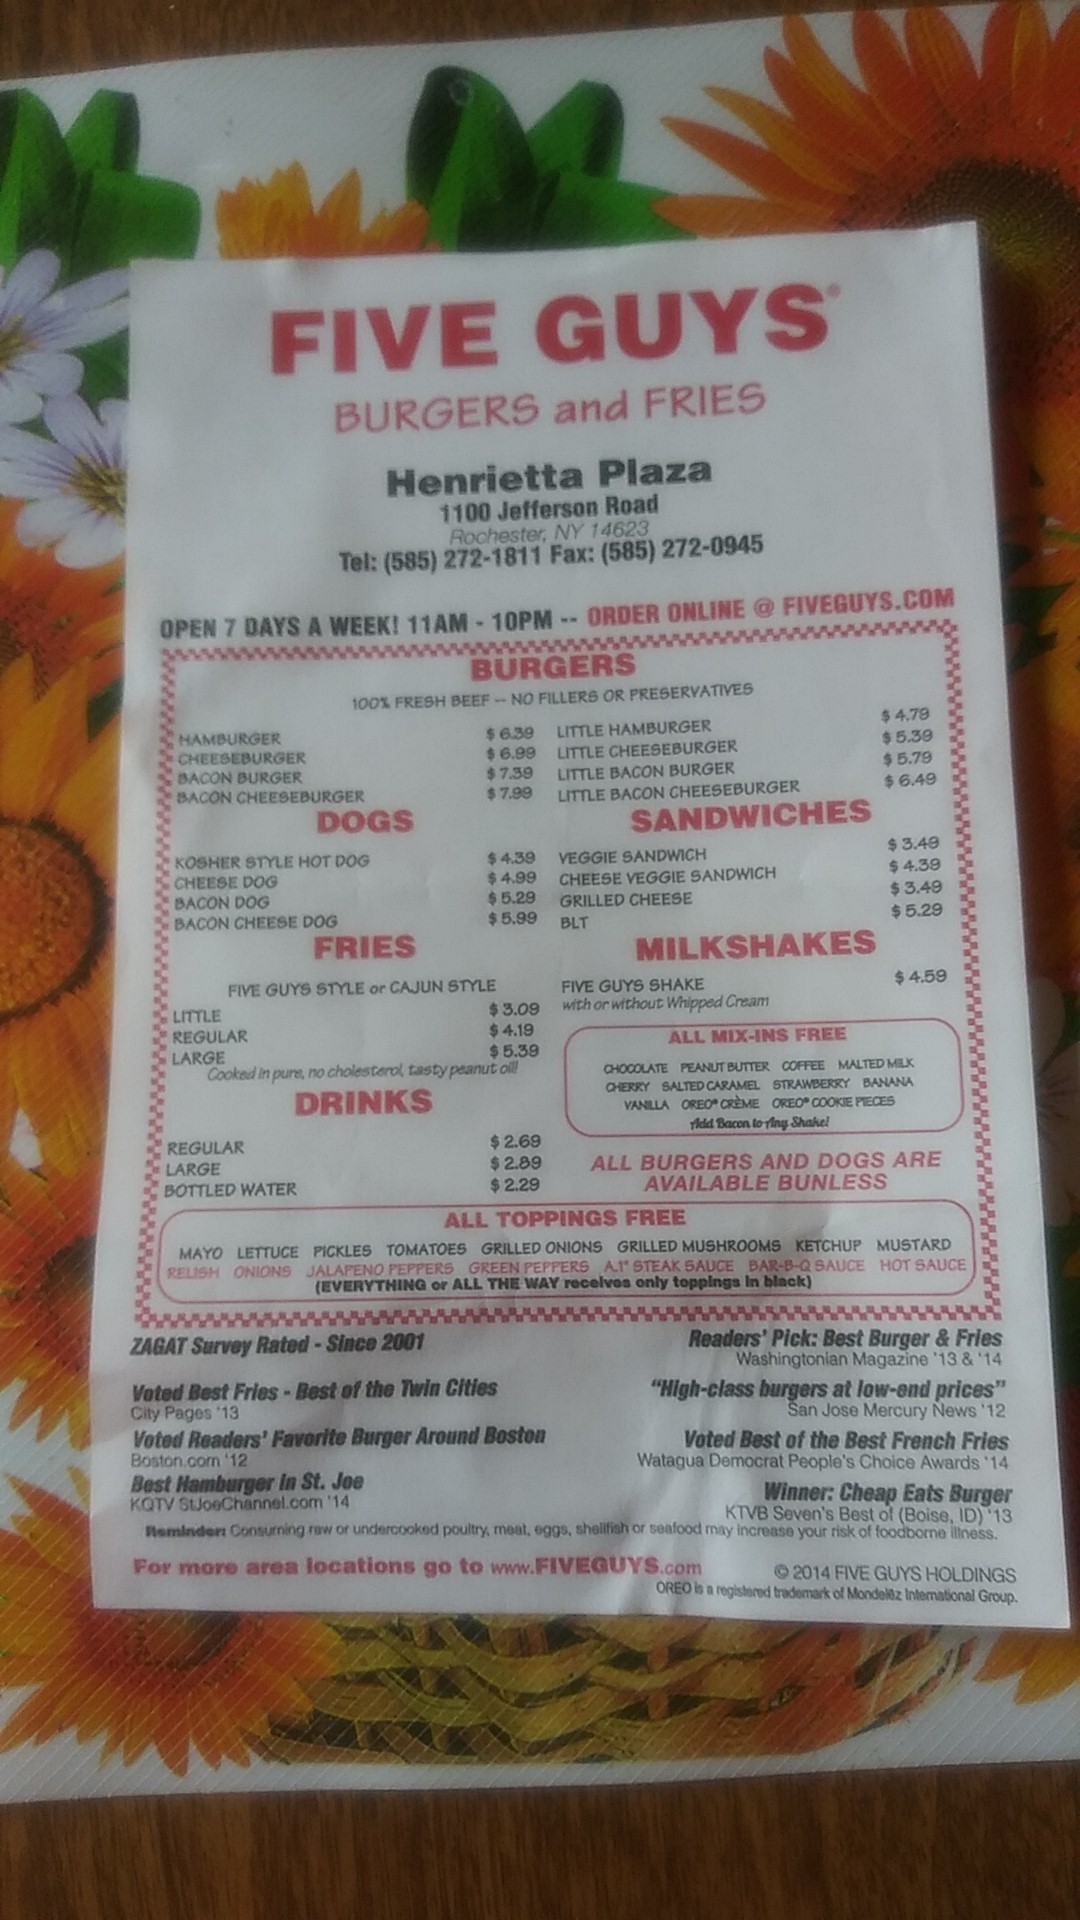 FIVE GUYS®
BURGERS and FRIES
Henrietta Plaza
1100 Jefferson Road
Rochester, NY 14623
Tel: (585) 272-1811 Fax: (585) 272-0945
OPEN 7 DAYS A WEEK! 11AM - 10PM -- ORDER ONLINE @ FIVEGUYS.COM
BURGERS
100% FRESH BEEF -- NO FILLERS OR PRESERVATIVES
HAMBURGER $ 6.39 LITTLE HAMBURGER $ 4.79
CHEESEBURGER $ 6.99 LITTLE CHEESEBURGER $ 5.39
BACON BURGER $ 7.39 LITTLE BACON BURGER $ 5.79
BACON CHEESEBURGER $ 7.99 LITTLE BACON CHEESEBURGER $ 6.49
DOGS
KOSHER STYLE HOT DOG $ 4.39
CHEESE DOG $ 4.99
BACON DOG $ 5.29
BACON CHEESE DOG $ 5.99
SANDWICHES
VEGGIE SANDWICH $ 3.49
CHEESE VEGGIE SANDWICH $ 4.39
GRILLED CHEESE $ 3.49
BLT $ 5.29
FRIES
FIVE GUYS STYLE or CAJUN STYLE
LITTLE $ 3.09
REGULAR $ 4.19
LARGE $ 5.39
Cooked in pure, no cholesterol, tasty peanut oil!
DRINKS
REGULAR $ 2.69
LARGE $ 2.89
BOTTLED WATER $ 2.29
MILKSHAKES
FIVE GUYS SHAKE $ 4.59
with or without Whipped Cream
ALL MIX-INS FREE
CHOCOLATE PEANUT BUTTER COFFEE MALTED MILK
CHERRY SALTED CARAMEL STRAWBERRY BANANA
VANILLA OREO® CRÈME OREO® COOKIE PIECES
Add Bacon to Any Shake!
ALL BURGERS AND DOGS ARE
AVAILABLE BUNLESS
ALL TOPPINGS FREE
MAYO LETTUCE PICKLES TOMATOES GRILLED ONIONS GRILLED MUSHROOMS KETCHUP MUSTARD
RELISH ONIONS JALAPENO PEPPERS GREEN PEPPERS A.1® STEAK SAUCE BAR-B-Q SAUCE HOT SAUCE
(EVERYTHING or ALL THE WAY receives only toppings in black)
ZAGAT Survey Rated - Since 2001
Voted Best Fries - Best of the Twin Cities
City Pages '13
Voted Readers' Favorite Burger Around Boston
Boston.com '12
Best Hamburger in St. Joe
KQTV StJoeChannel.com '14
Readers' Pick: Best Burger & Fries
Washingtonian Magazine '13 & '14
"High-class burgers at low-end prices"
San Jose Mercury News '12
Voted Best of the Best French Fries
Watagua Democrat People's Choice Awards '14
Winner: Cheap Eats Burger
KTVB Seven's Best of (Boise, ID) '13
Reminder: Consuming raw or undercooked poultry, meat, eggs, shellfish or seafood may increase your risk of foodborne illness.
For more area locations go to www.FIVEGUYS.com
© 2014 FIVE GUYS HOLDINGS
OREO is a registered trademark of Mondelēz International Group.